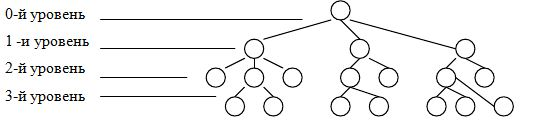 0-й уровень
1 -и уровень
2-й уровень
3-й уровень